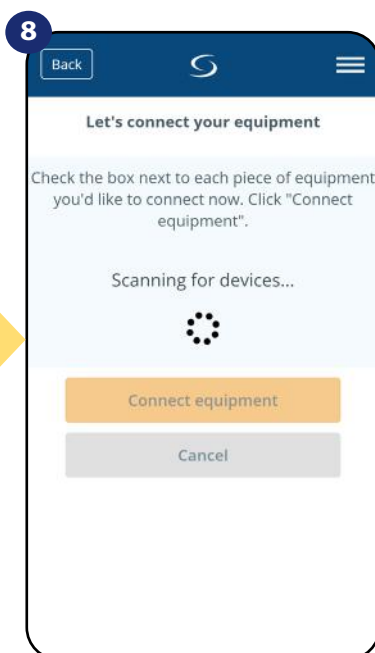 8
Back
Let's connect your equipment
Check the box next to each piece of equipment
you'd like to connect now. Click "Connect
equipment".
Scanning for devices...
Connect equipment
Cancel